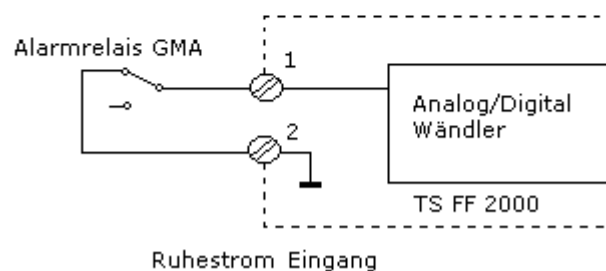 Alarmrelais GMA
1
Analog/Digital
Wändler
2
TS FF 2000
Ruhestrom Eingang